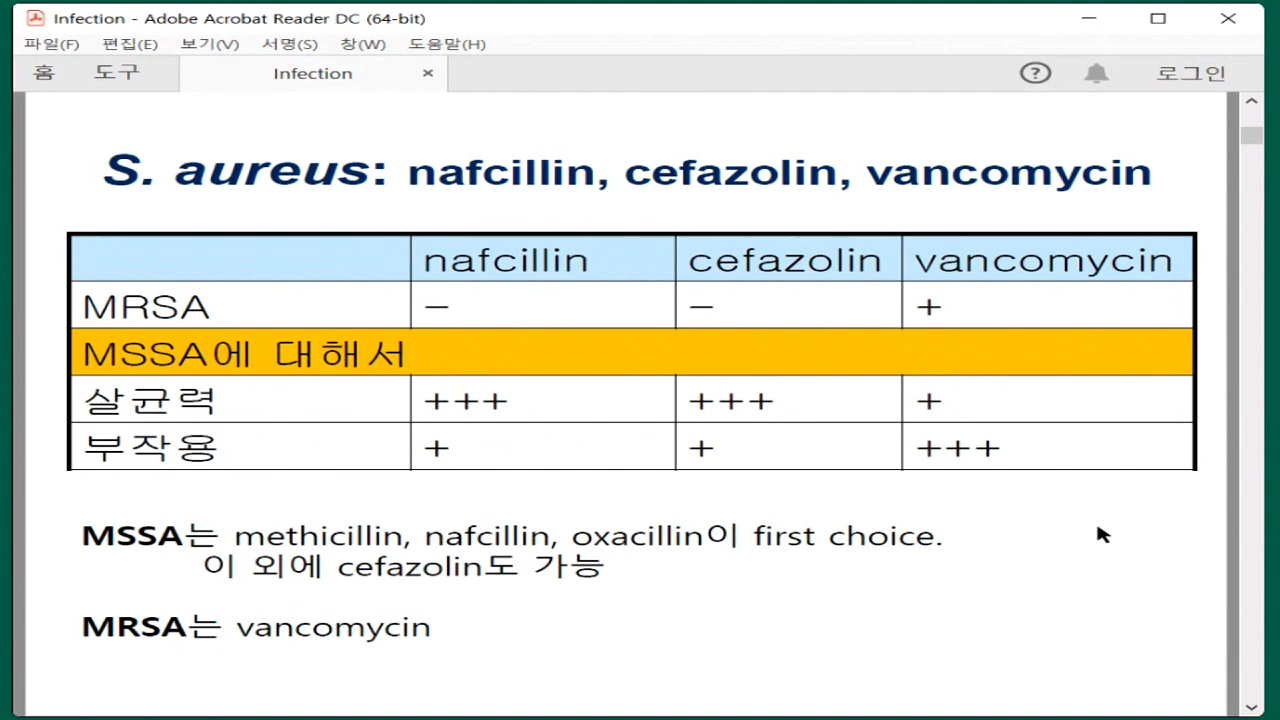 Infection - Adobe Acrobat Reader DC (64-bit)
파일(F) 편집(E) 보기(V) 서명(S) 창(W) 도움말(H)
홈 도구 Infection × ? 로그인
S. aureus: nafcillin, cefazolin, vancomycin
nafcillin cefazolin vancomycin
MRSA – – +
MSSA에 대해서
살균력 +++ +++ +
부작용 + + +++
MSSA는 methicillin, nafcillin, oxacillin이 first choice.
이 외에 cefazolin도 가능
MRSA는 vancomycin